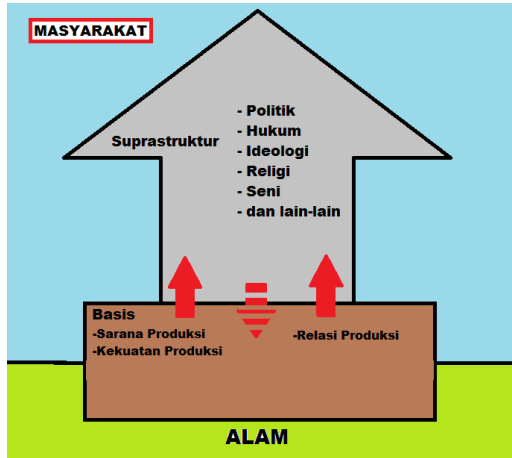 MASYARAKAT
Suprastruktur
- Politik
- Hukum
- Ideologi
- Religi
- Seni
- dan lain-lain
Basis
-Sarana Produksi
-Kekuatan Produksi
-Relasi Produksi
ALAM